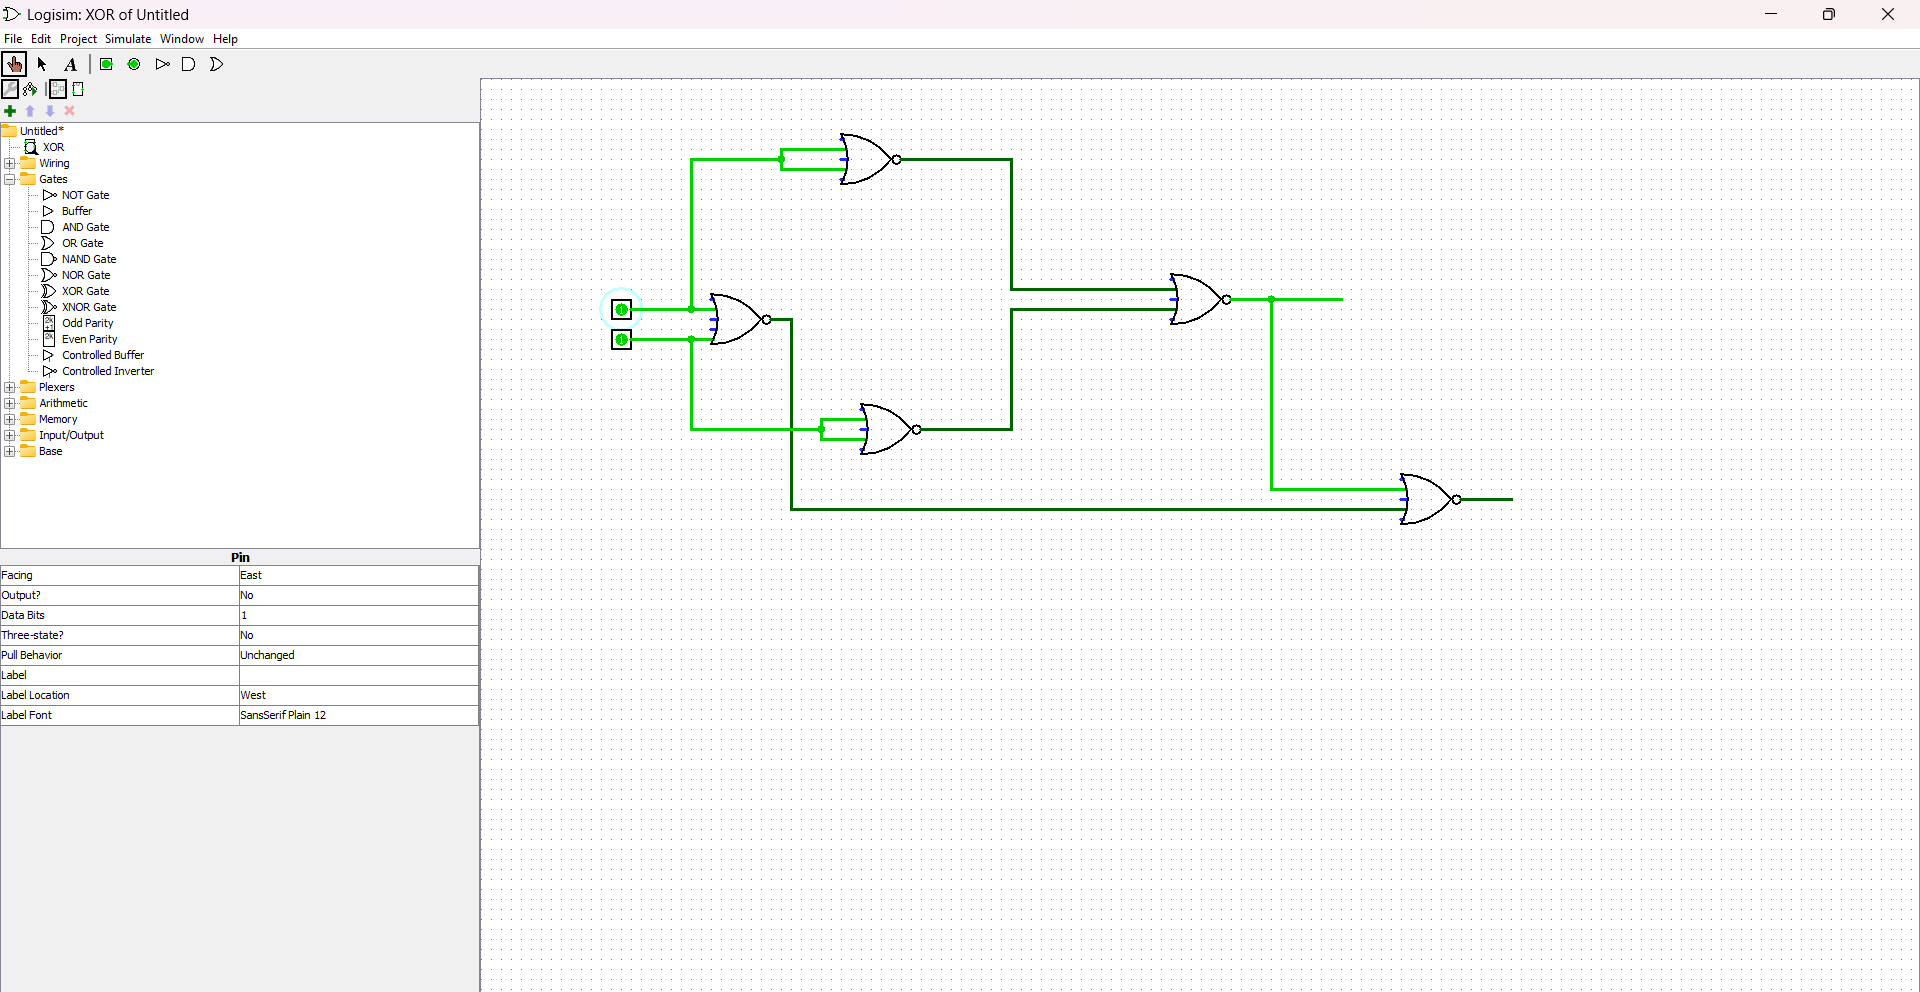 Logisim: XOR of Untitled
File Edit Project Simulate Window Help
A
Untitled*
XOR
Wiring
Gates
NOT Gate
Buffer
AND Gate
OR Gate
NAND Gate
NOR Gate
XOR Gate
XNOR Gate
Odd Parity
Even Parity
Controlled Buffer
Controlled Inverter
Plexers
Arithmetic
Memory
Input/Output
Base
1
1
Pin
Facing East
Output? No
Data Bits 1
Three-state? No
Pull Behavior Unchanged
Label
Label Location West
Label Font SansSerif Plain 12